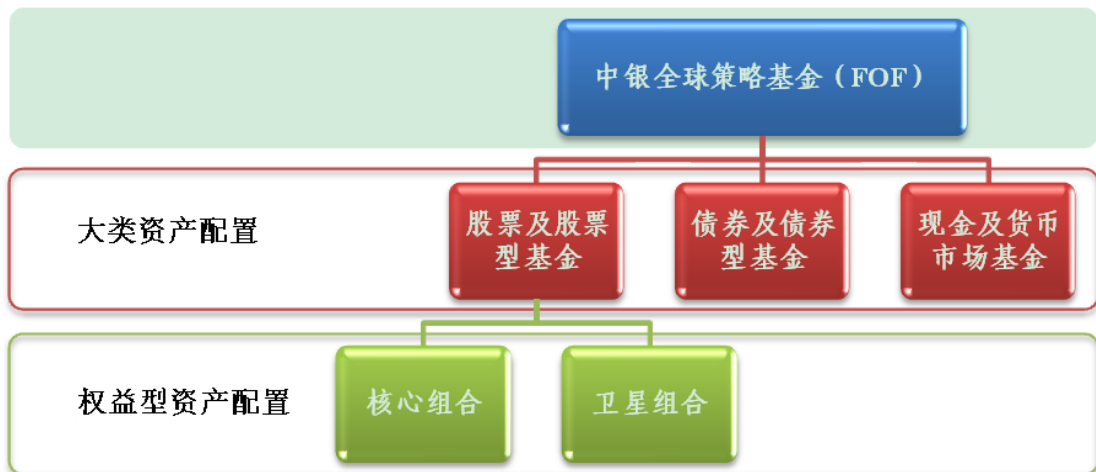 中银全球策略基金（FOF）
大类资产配置
股票及股票
型基金
债券及债券
型基金
现金及货币
市场基金
权益型资产配置
核心组合
卫星组合